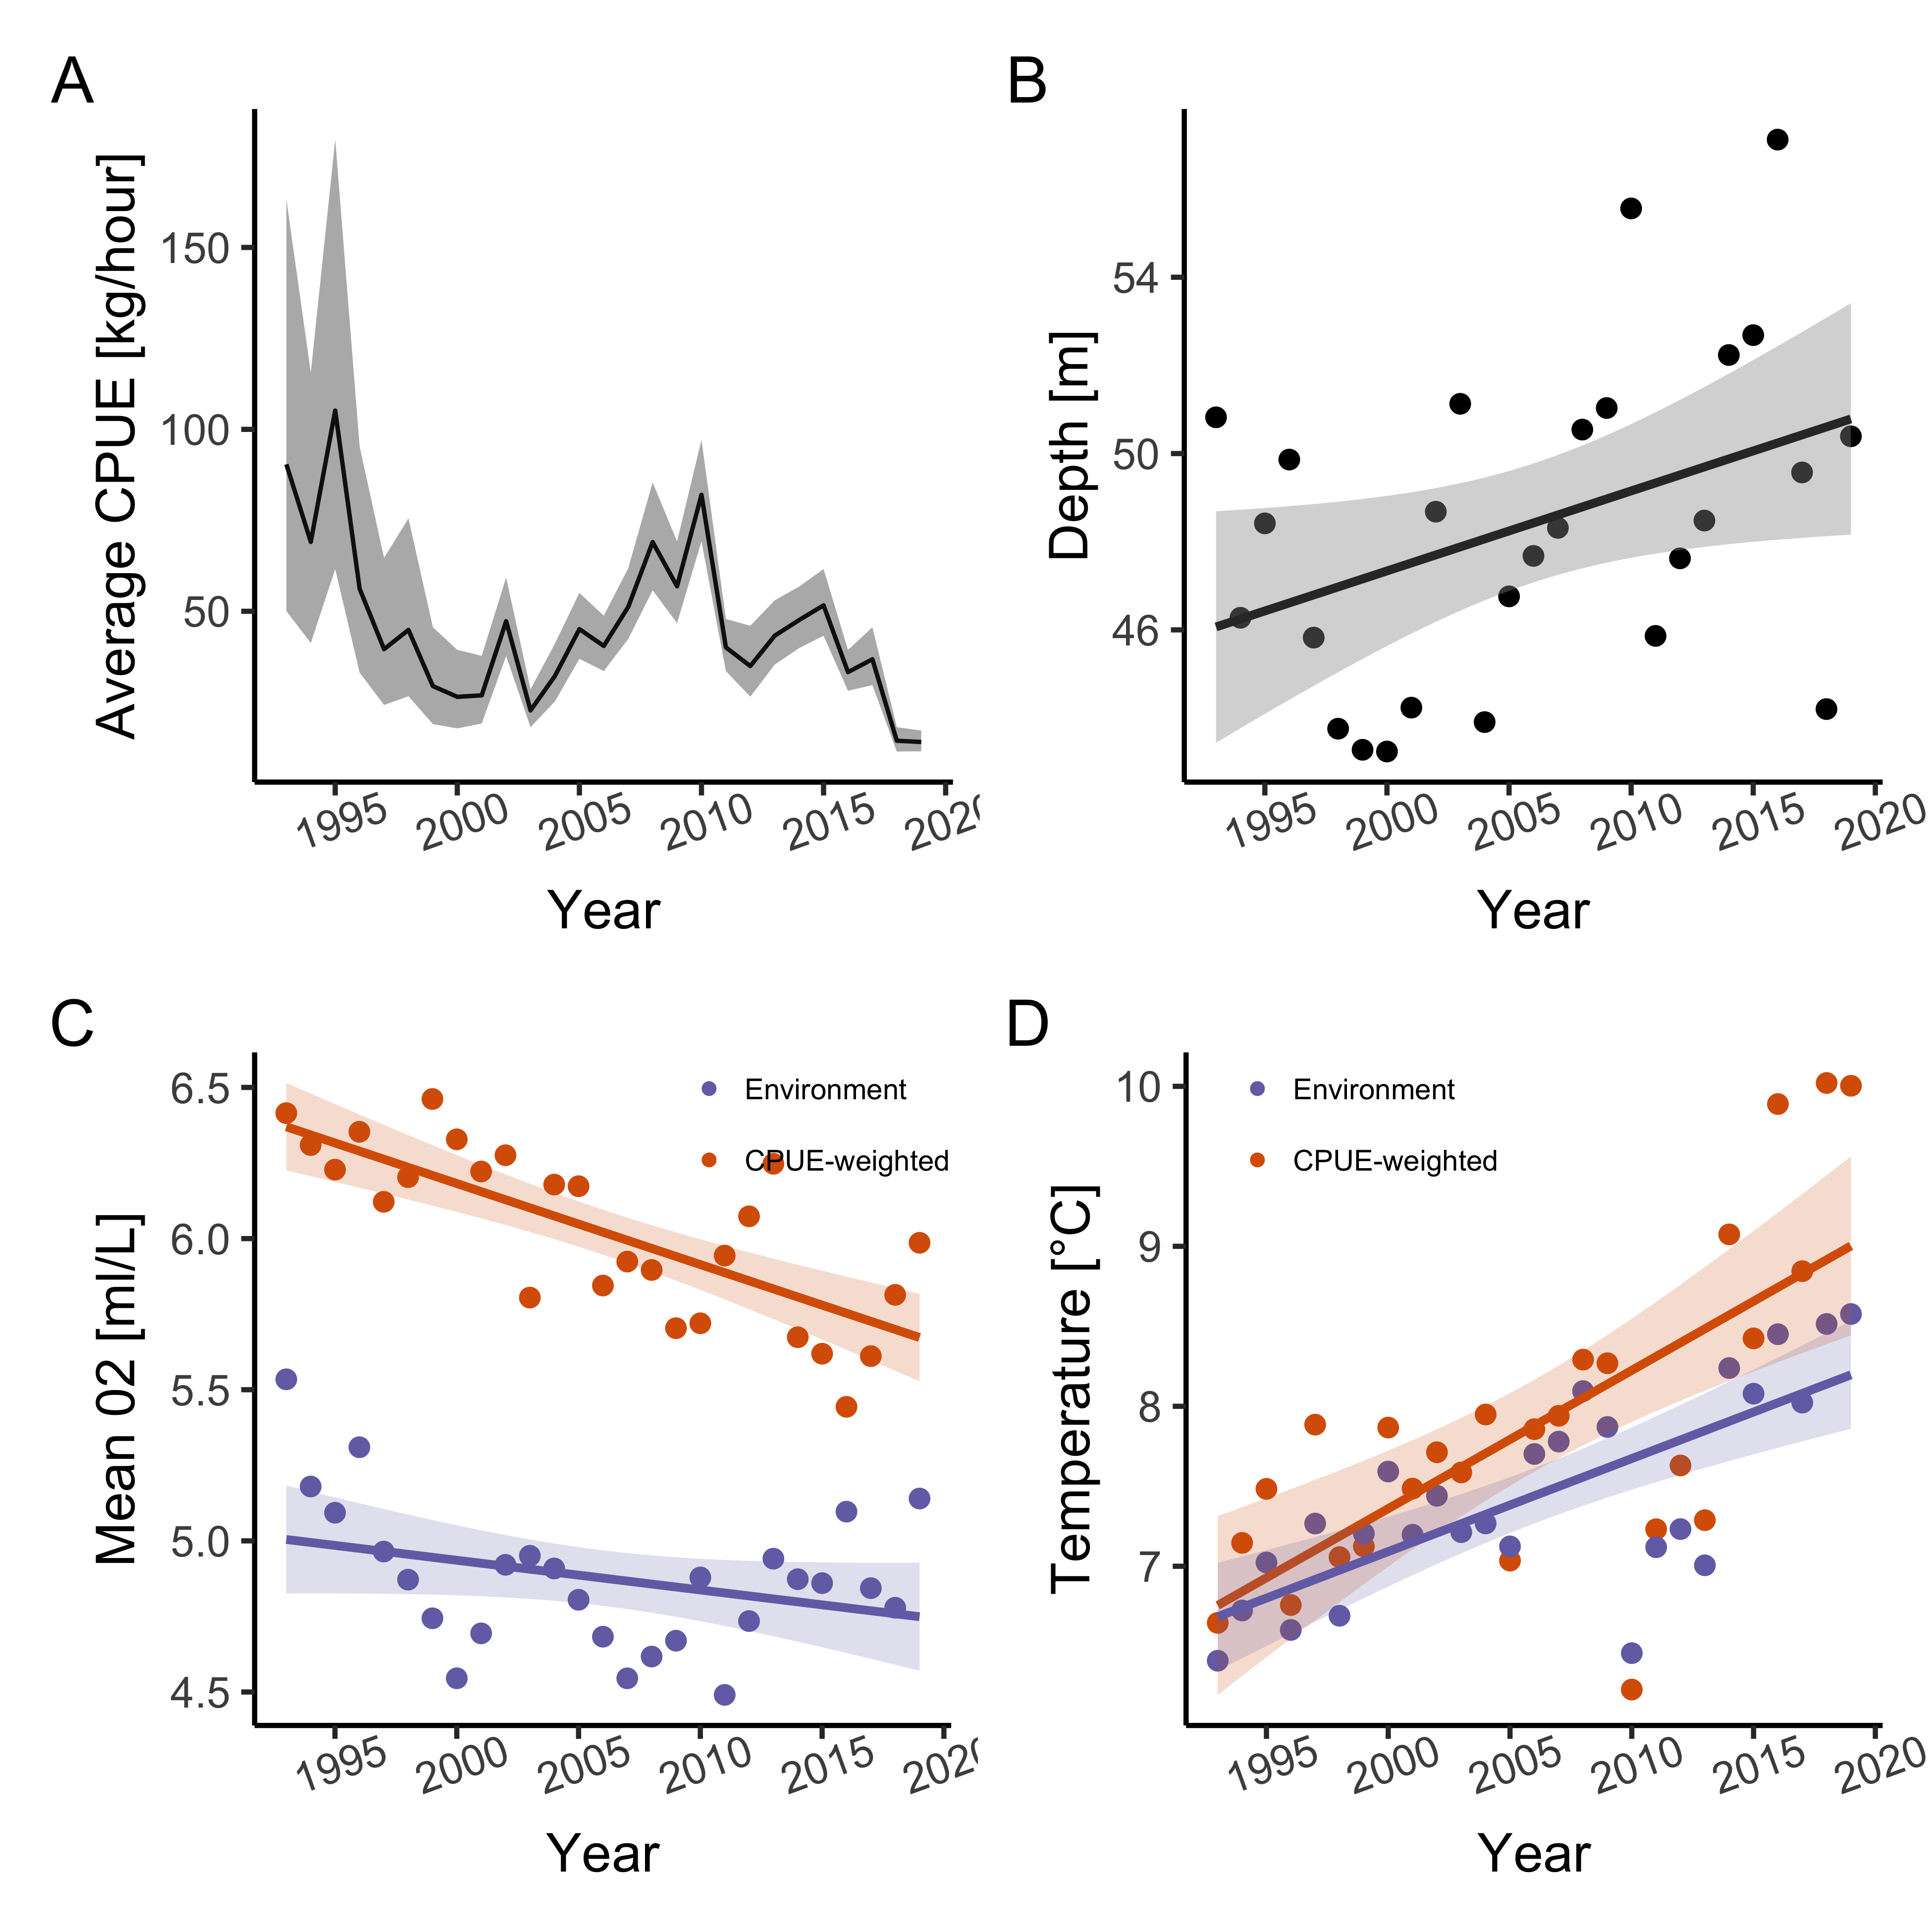 A
Average CPUE [kg/hour]
150
100
50
1995 2000 2005 2010 2015 202
Year
B
Depth [m]
54
50
46
1995 2000 2005 2010 2015 2020
Year
C
Mean 02 [ml/L]
6.5
6.0
5.5
5.0
4.5
Environment
CPUE-weighted
1995 2000 2005 2010 2015 202
Year
D
Temperature [°C]
10
9
8
7
Environment
CPUE-weighted
1995 2000 2005 2010 2015 2020
Year